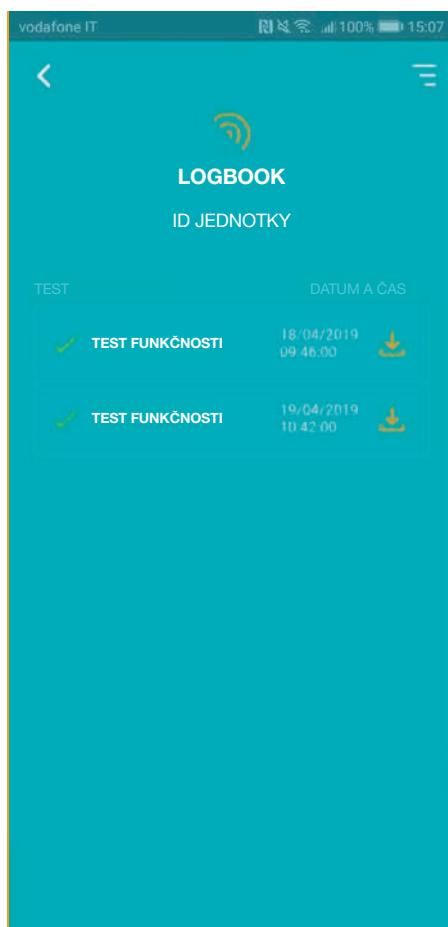 vodafone IT 100% 15:07
LOGBOOK
ID JEDNOTKY
TEST DATUM A ČAS
TEST FUNKČNOSTI 18/04/2019
09:46:00
TEST FUNKČNOSTI 19/04/2019
10:42:00